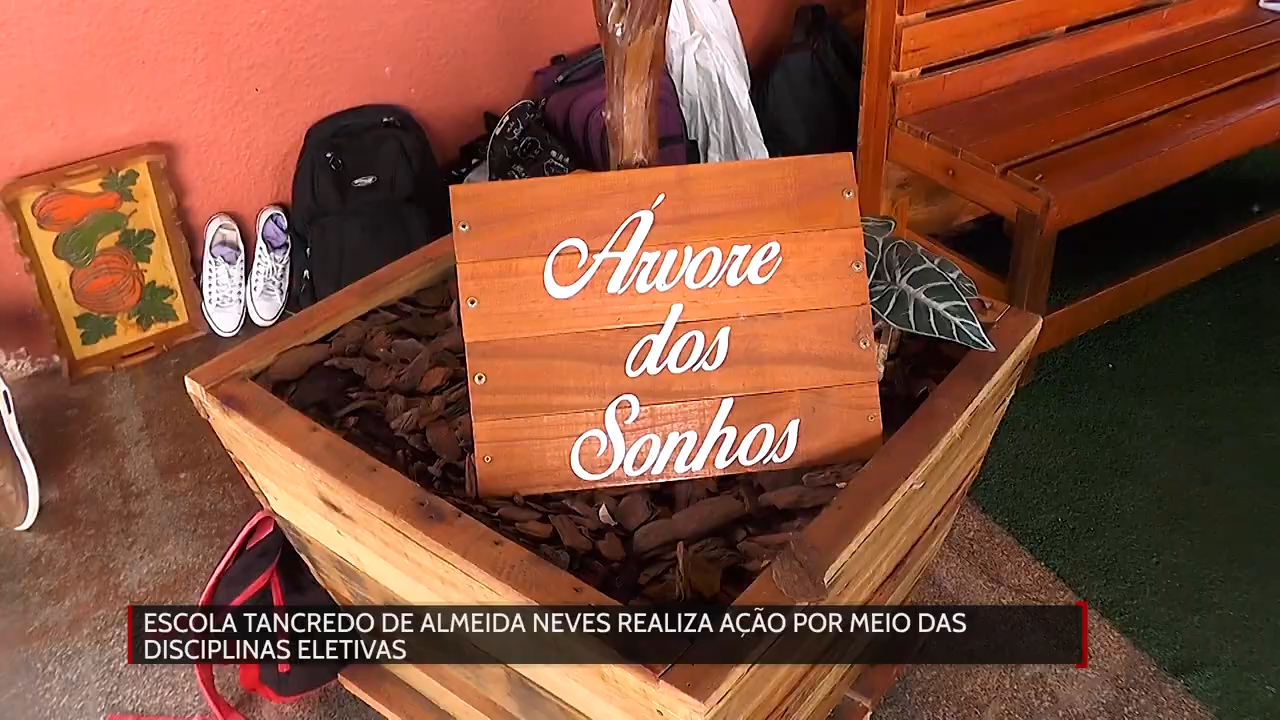 Árvore
dos
Sonhos
ESCOLA TANCREDO DE ALMEIDA NEVES REALIZA AÇÃO POR MEIO DAS
DISCIPLINAS ELETIVAS